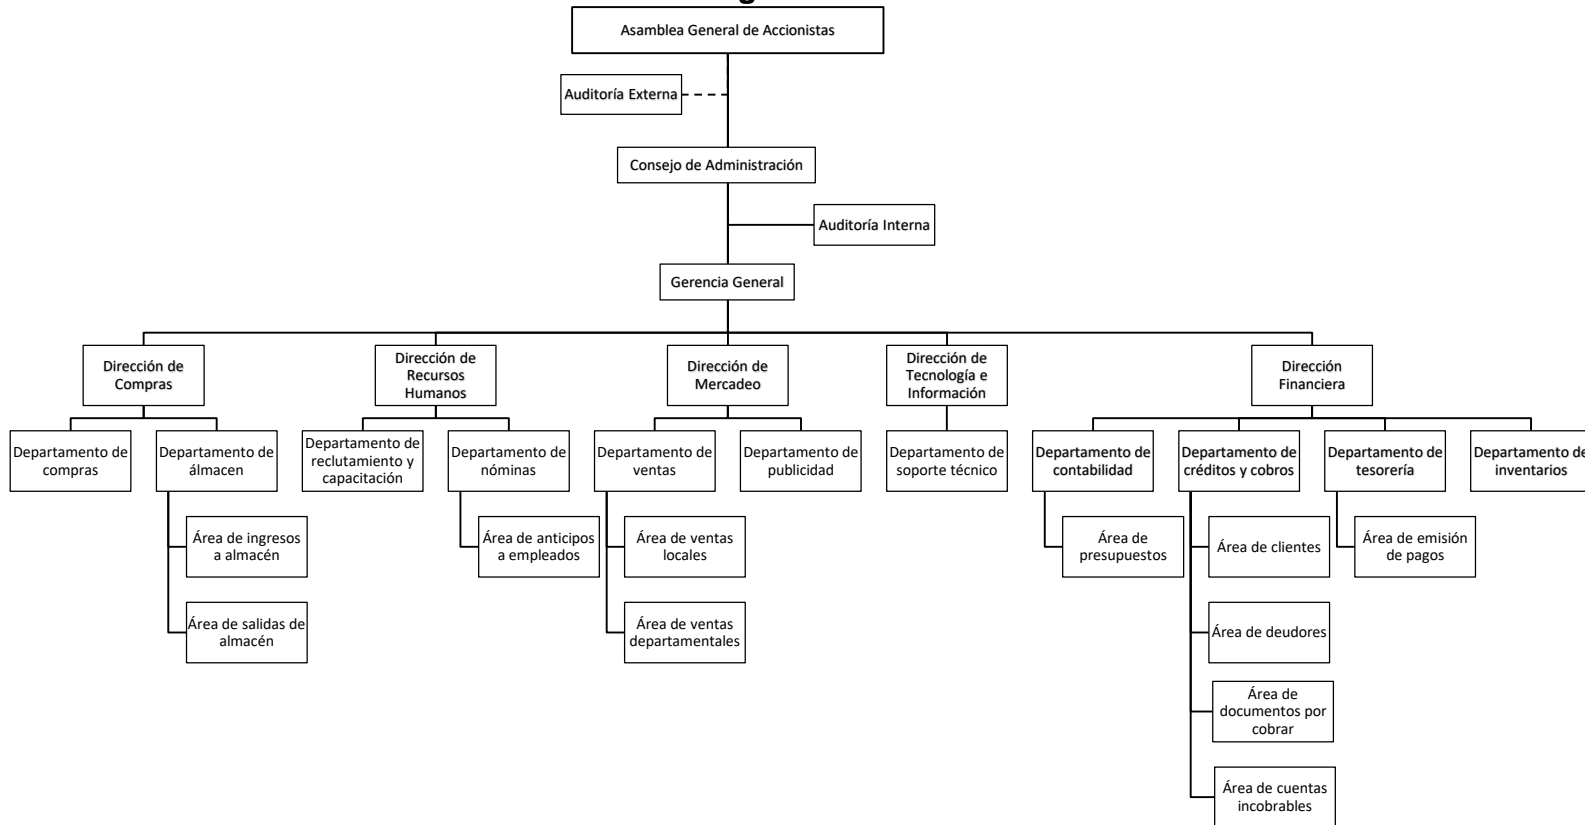 Asamblea General de Accionistas
Auditoría Externa
Consejo de Administración
Auditoría Interna
Gerencia General
Dirección de
Compras
Dirección de
Recursos
Humanos
Dirección de
Mercadeo
Dirección de
Tecnología e
Información
Dirección
Financiera
Departamento de
compras
Departamento de
álmacen
Departamento de
reclutamiento y
capacitación
Departamento de
nóminas
Departamento de
ventas
Departamento de
publicidad
Departamento de
soporte técnico
Departamento de
contabilidad
Departamento de
créditos y cobros
Departamento de
tesorería
Departamento de
inventarios
Área de ingresos
a almacén
Área de anticipos
a empleados
Área de ventas
locales
Área de
presupuestos
Área de clientes
Área de emisión
de pagos
Área de salidas de
almacén
Área de ventas
departamentales
Área de deudores
Área de
documentos por
cobrar
Área de cuentas
incobrables